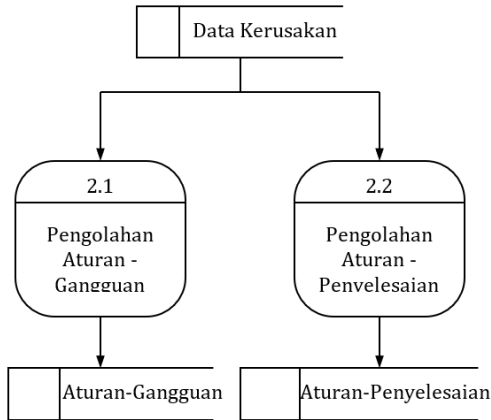 Data Kerusakan
2.1
Pengolahan
Aturan -
Gangguan
2.2
Pengolahan
Aturan -
Penyelesaian
Aturan-Gangguan
Aturan-Penyelesaian